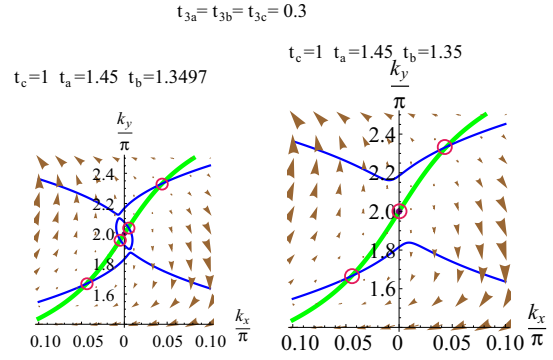 t3a= t3b= t3c= 0.3
tc=1 ta=1.45 tb=1.3497
ky/π
2.4
2.2
2.0
1.8
1.6
0.10 0.05 0 0.05 0.10
kx/π
tc=1 ta=1.45 tb=1.35
ky/π
2.4
2.2
2.0
1.8
1.6
0.10 0.05 0 0.05 0.10
kx/π